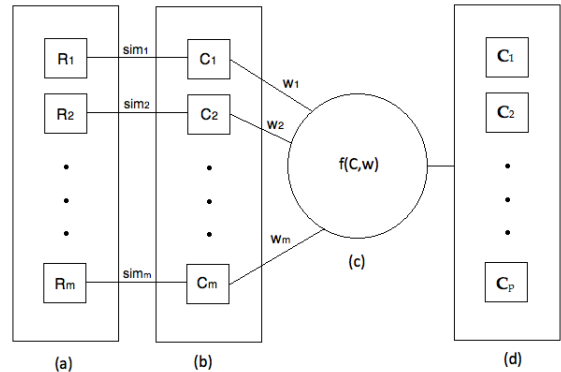 R1 sim1 C1 w1 C1
R2 sim2 C2 w2 C2
f(C,w)
Rm simm Cm wm Cp
(a) (b) (c) (d)